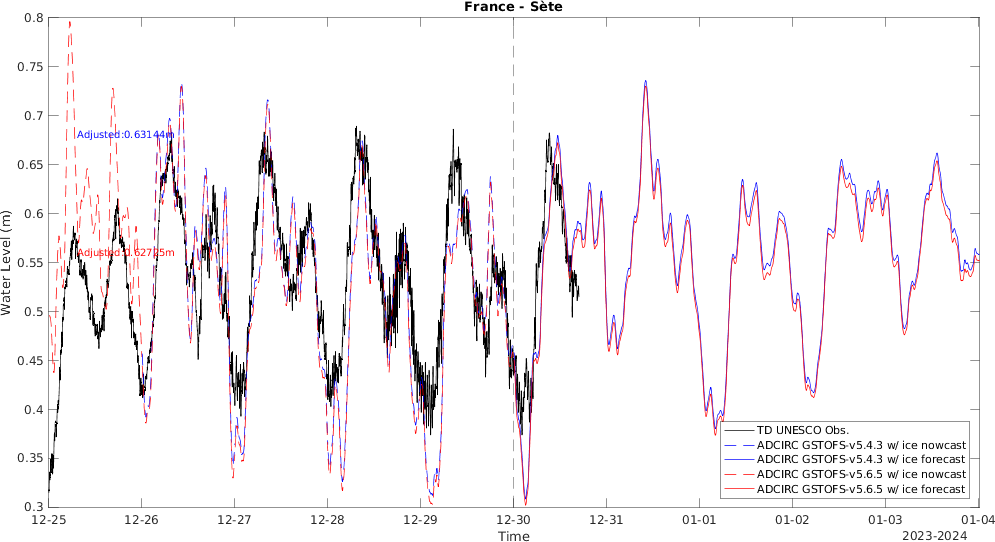 France - Sète
0.8
0.75
0.7
0.65
0.6
0.55
0.5
0.45
0.4
0.35
0.3
Water Level (m)
Adjusted:0.63144m
Adjusted:0.62785m
TD UNESCO Obs.
ADCIRC GSTOFS-v5.4.3 w/ ice nowcast
ADCIRC GSTOFS-v5.4.3 w/ ice forecast
ADCIRC GSTOFS-v5.6.5 w/ ice nowcast
ADCIRC GSTOFS-v5.6.5 w/ ice forecast
12-25 12-26 12-27 12-28 12-29 12-30 12-31 01-01 01-02 01-03 01-04
Time
2023-2024